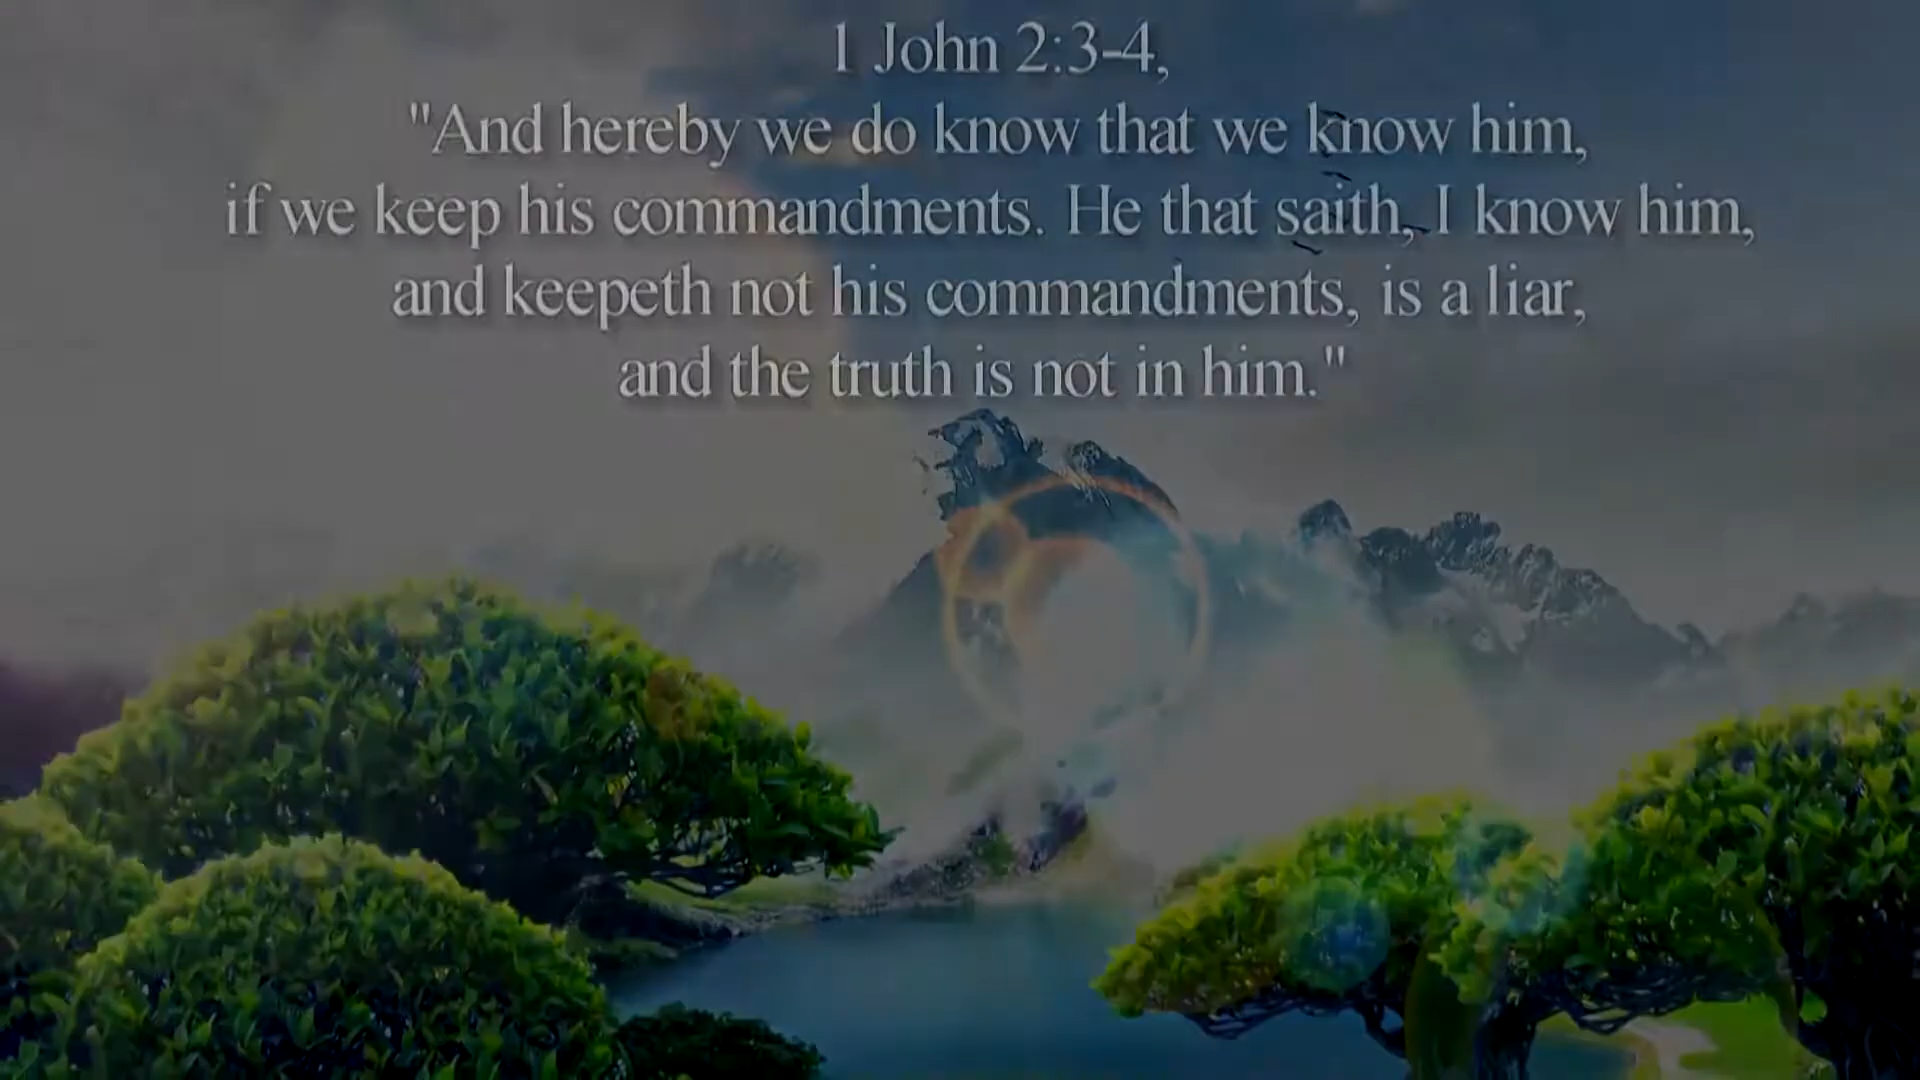 1 John 2:3-4,
"And hereby we do know that we know him,
if we keep his commandments. He that saith, I know him,
and keepeth not his commandments, is a liar,
and the truth is not in him."